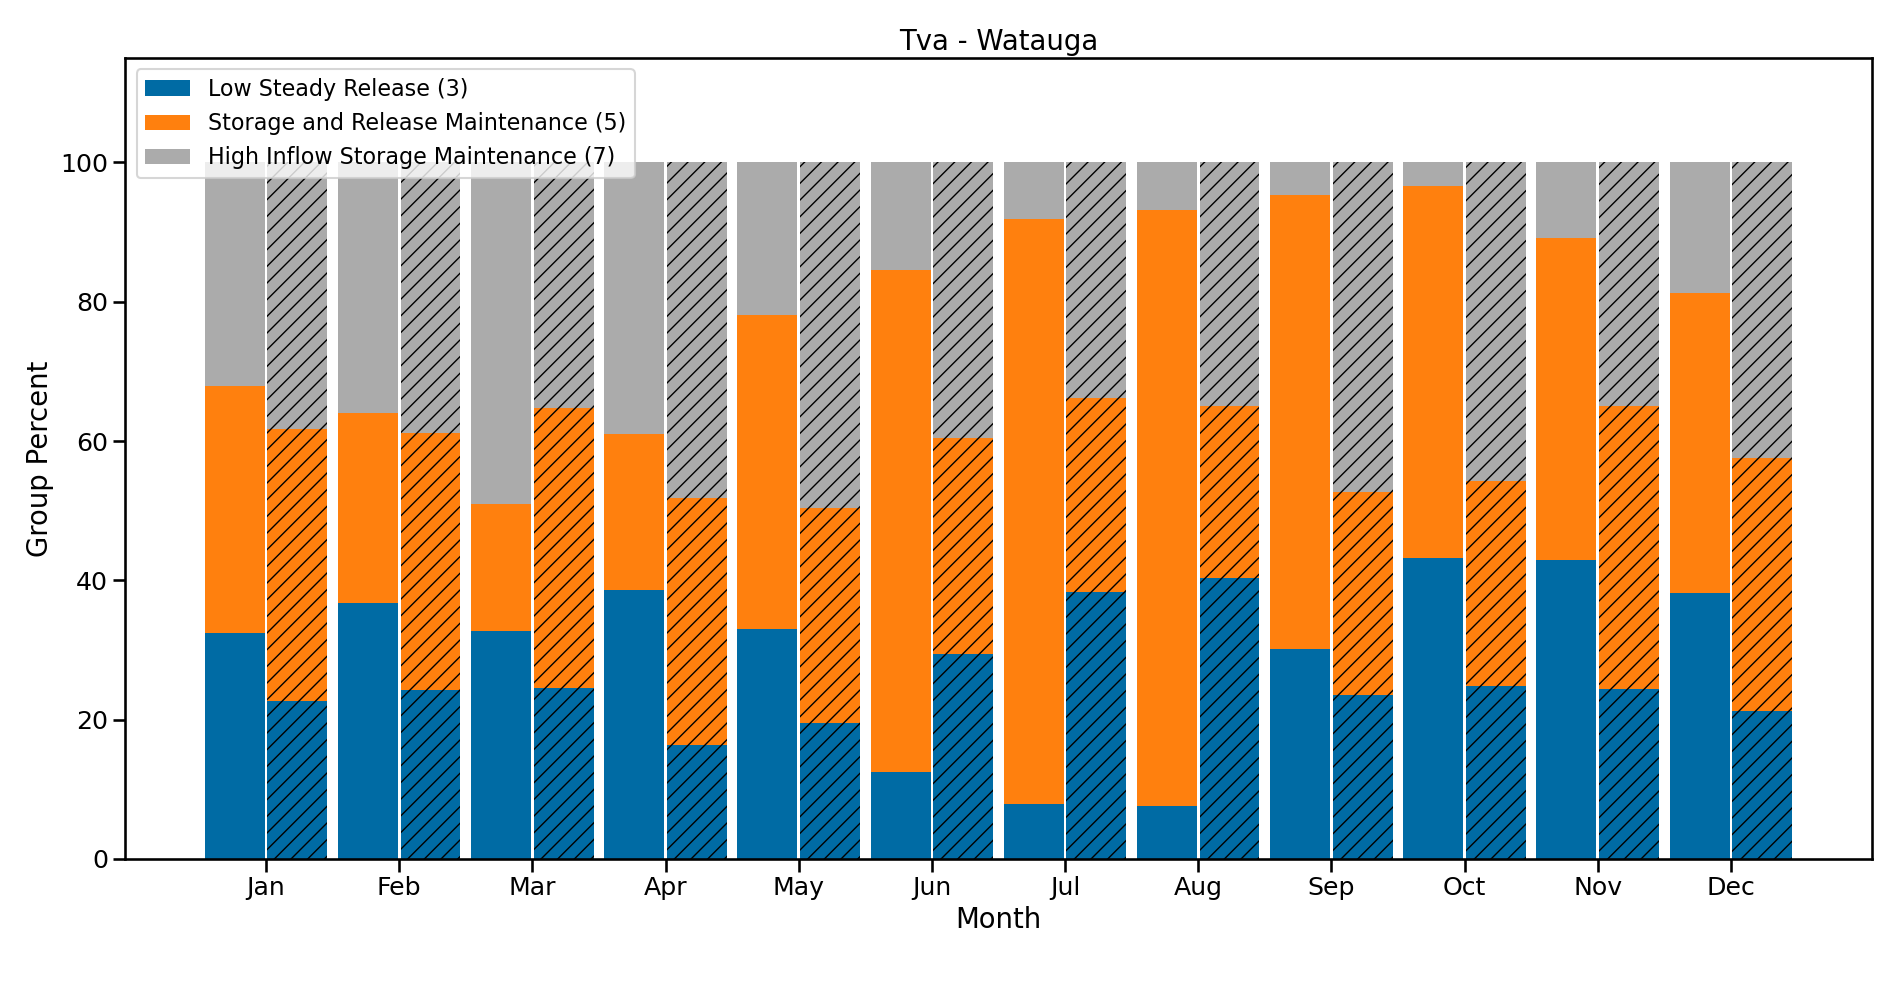 Tva - Watauga
Low Steady Release (3)
Storage and Release Maintenance (5)
High Inflow Storage Maintenance (7)
Group Percent
100
80
60
40
20
0
Jan Feb Mar Apr May Jun Jul Aug Sep Oct Nov Dec
Month